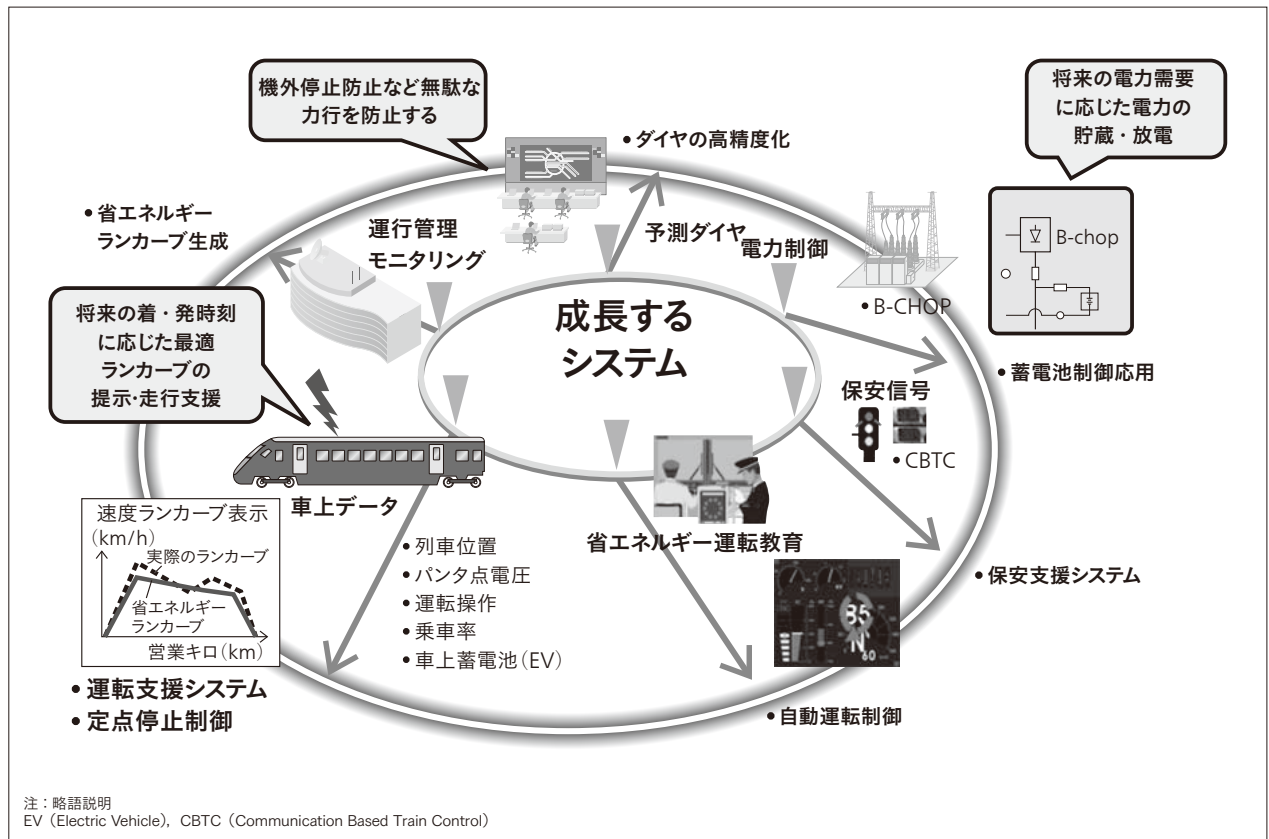 機外停止防止など無駄な
力行を防止する
将来の電力需要
に応じた電力の
貯蔵・放電
•ダイヤの高精度化
•省エネルギー
ランカーブ生成
運行管理
モニタリング
予測ダイヤ
電力制御
B-chop
•B-CHOP
将来の着・発時刻
に応じた最適
ランカーブの
提示・走行支援
成長する
システム
•蓄電池制御応用
保安信号
•CBTC
車上データ
省エネルギー運転教育
速度ランカーブ表示
(km/h)
実際のランカーブ
省エネルギー
ランカーブ
営業キロ(km)
•列車位置
•パンタ点電圧
•運転操作
•乗車率
•車上蓄電池(EV)
•保安支援システム
B5
N
60
•運転支援システム
•定点停止制御
•自動運転制御
注：略語説明
EV（Electric Vehicle），CBTC（Communication Based Train Control）